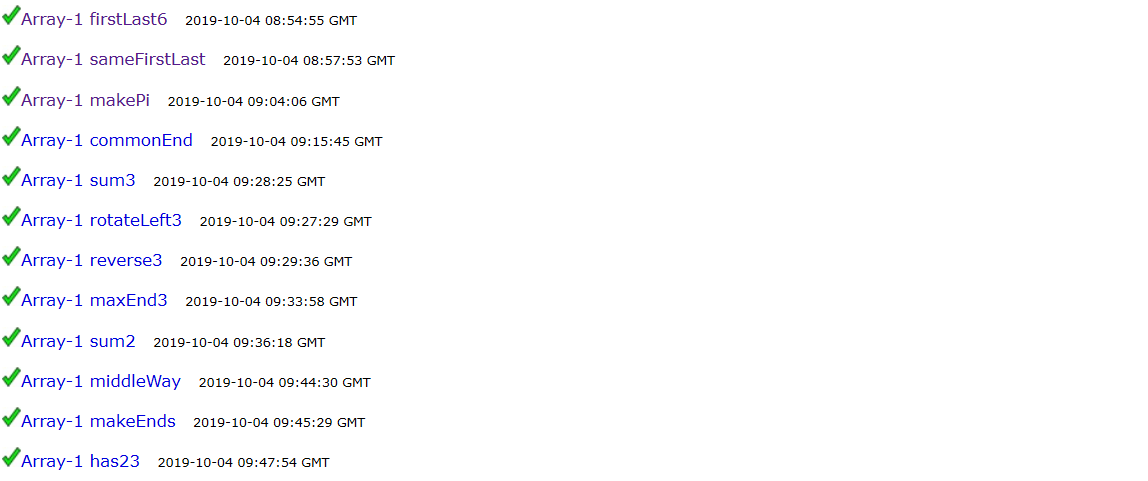 Array-1 firstLast6 2019-10-04 08:54:55 GMT
Array-1 sameFirstLast 2019-10-04 08:57:53 GMT
Array-1 makePi 2019-10-04 09:04:06 GMT
Array-1 commonEnd 2019-10-04 09:15:45 GMT
Array-1 sum3 2019-10-04 09:28:25 GMT
Array-1 rotateLeft3 2019-10-04 09:27:29 GMT
Array-1 reverse3 2019-10-04 09:29:36 GMT
Array-1 maxEnd3 2019-10-04 09:33:58 GMT
Array-1 sum2 2019-10-04 09:36:18 GMT
Array-1 middleWay 2019-10-04 09:44:30 GMT
Array-1 makeEnds 2019-10-04 09:45:29 GMT
Array-1 has23 2019-10-04 09:47:54 GMT